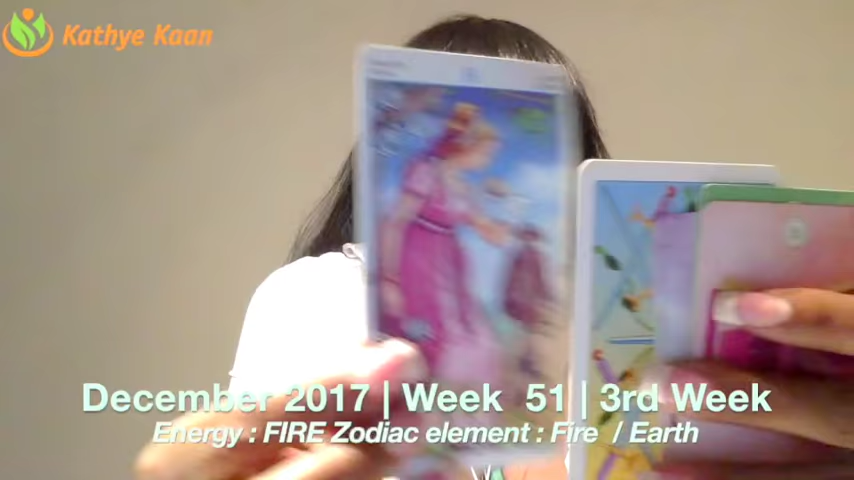 Kathye Kaan
December 2017 | Week 51 | 3rd Week
Energy : FIRE Zodiac element : Fire / EARTH